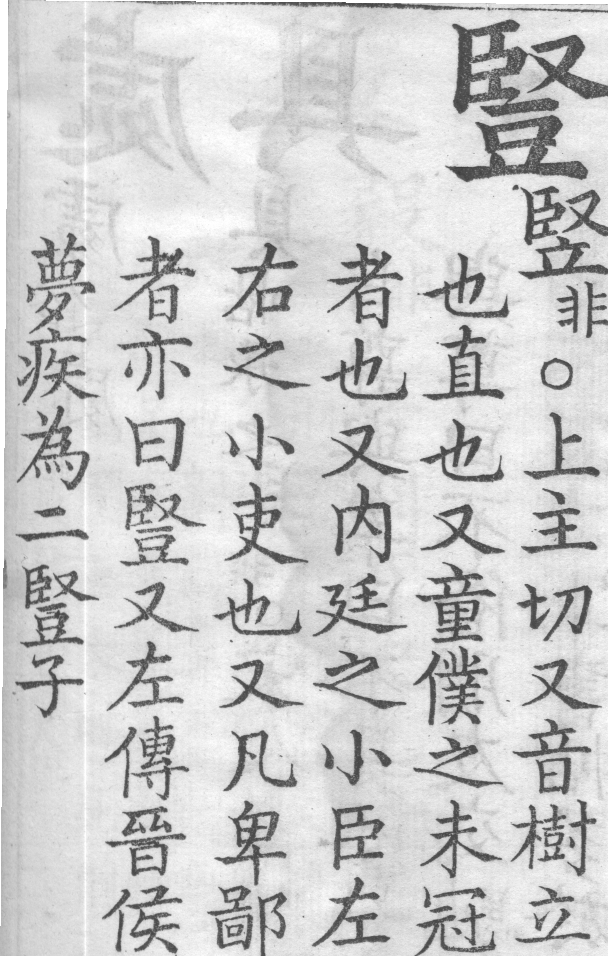 豎
竪非○上主切又音樹立
也直也又童僕之未冠
者也又内廷之小臣左
右之小吏也又凡卑鄙
者亦曰豎又左傳晉侯
夢疾為二豎子